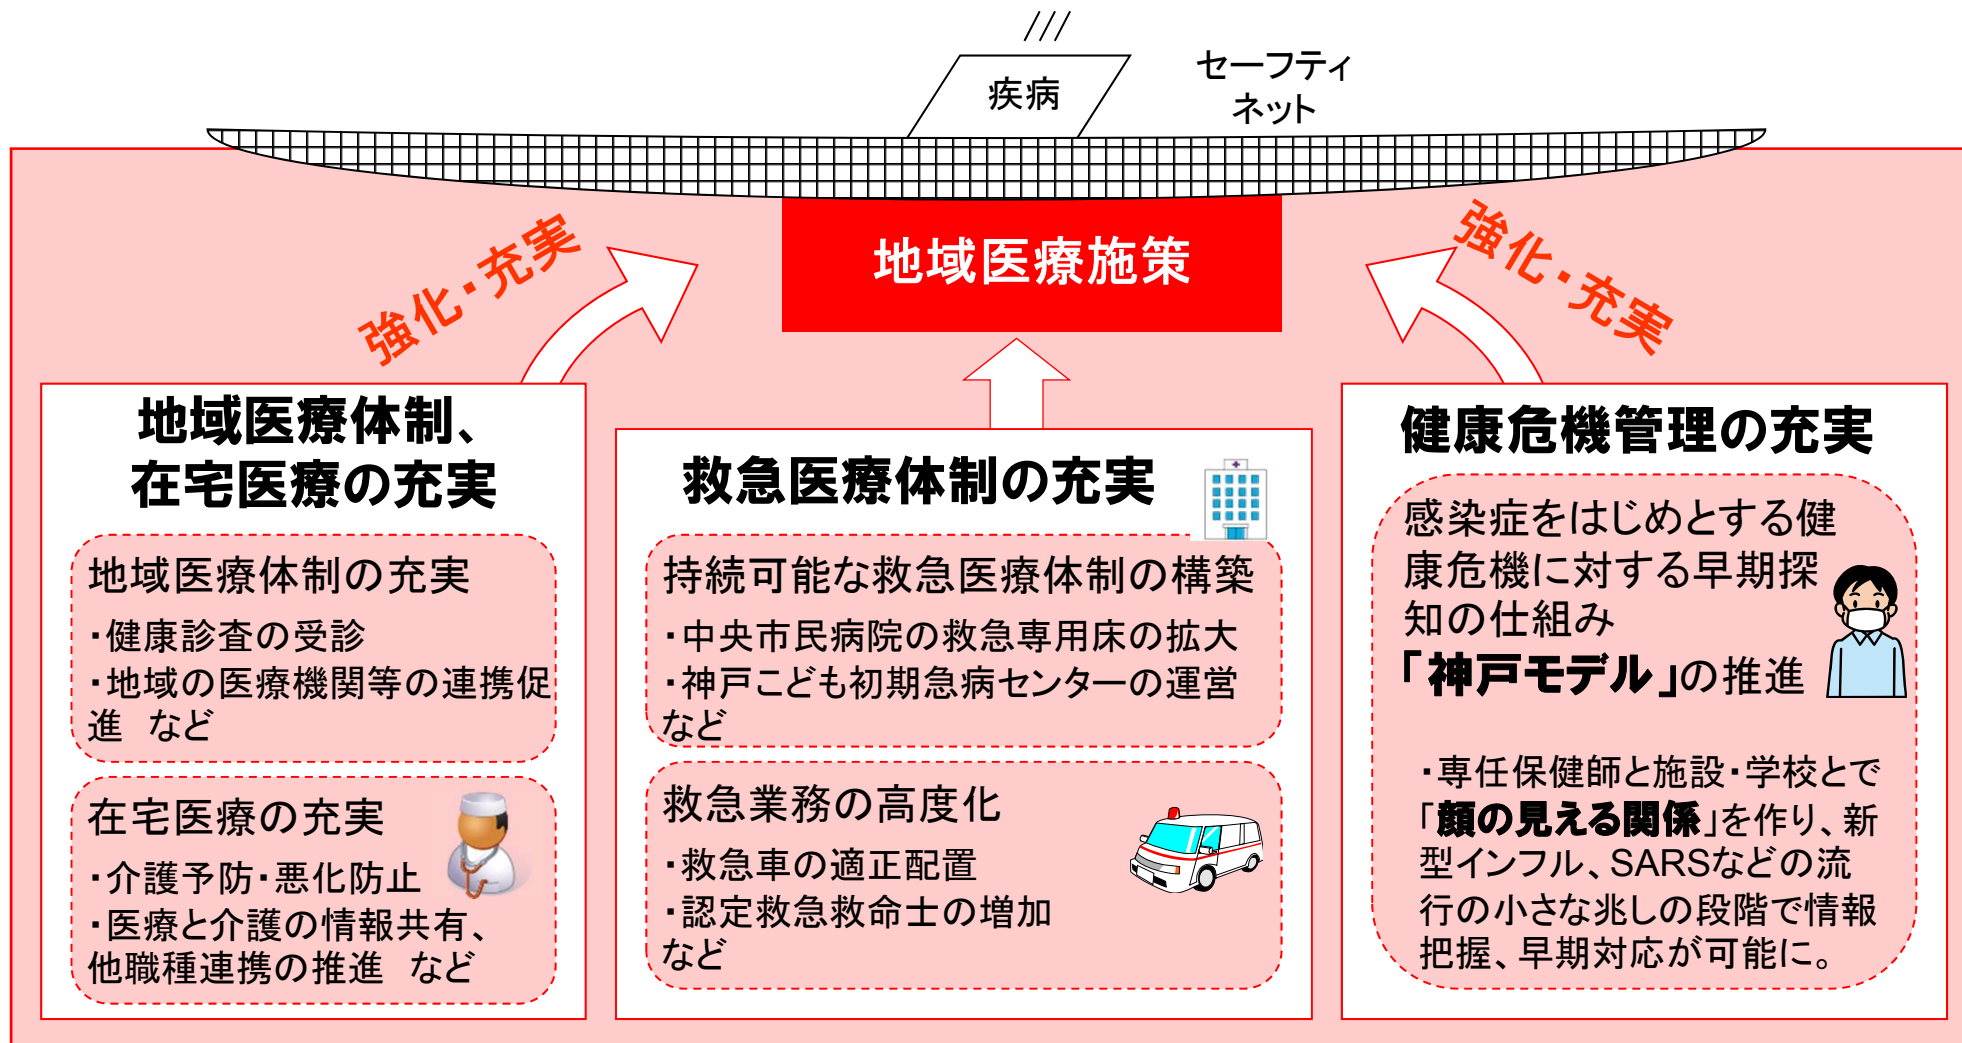 疾病
セーフティ
ネット
地域医療施策
強化・充実
強化・充実
地域医療体制、
在宅医療の充実
地域医療体制の充実
・健康診査の受診
・地域の医療機関等の連携促
進　など
在宅医療の充実
・介護予防・悪化防止
・医療と介護の情報共有、
他職種連携の推進　など
救急医療体制の充実
持続可能な救急医療体制の構築
・中央市民病院の救急専用床の拡大
・神戸こども初期急病センターの運営
など
救急業務の高度化
・救急車の適正配置
・認定救急救命士の増加
など
健康危機管理の充実
感染症をはじめとする健
康危機に対する早期探
知の仕組み
「神戸モデル」の推進
・専任保健師と施設・学校とで
「顔の見える関係」を作り、新
型インフル、SARSなどの流
行の小さな兆しの段階で情報
把握、早期対応が可能に。